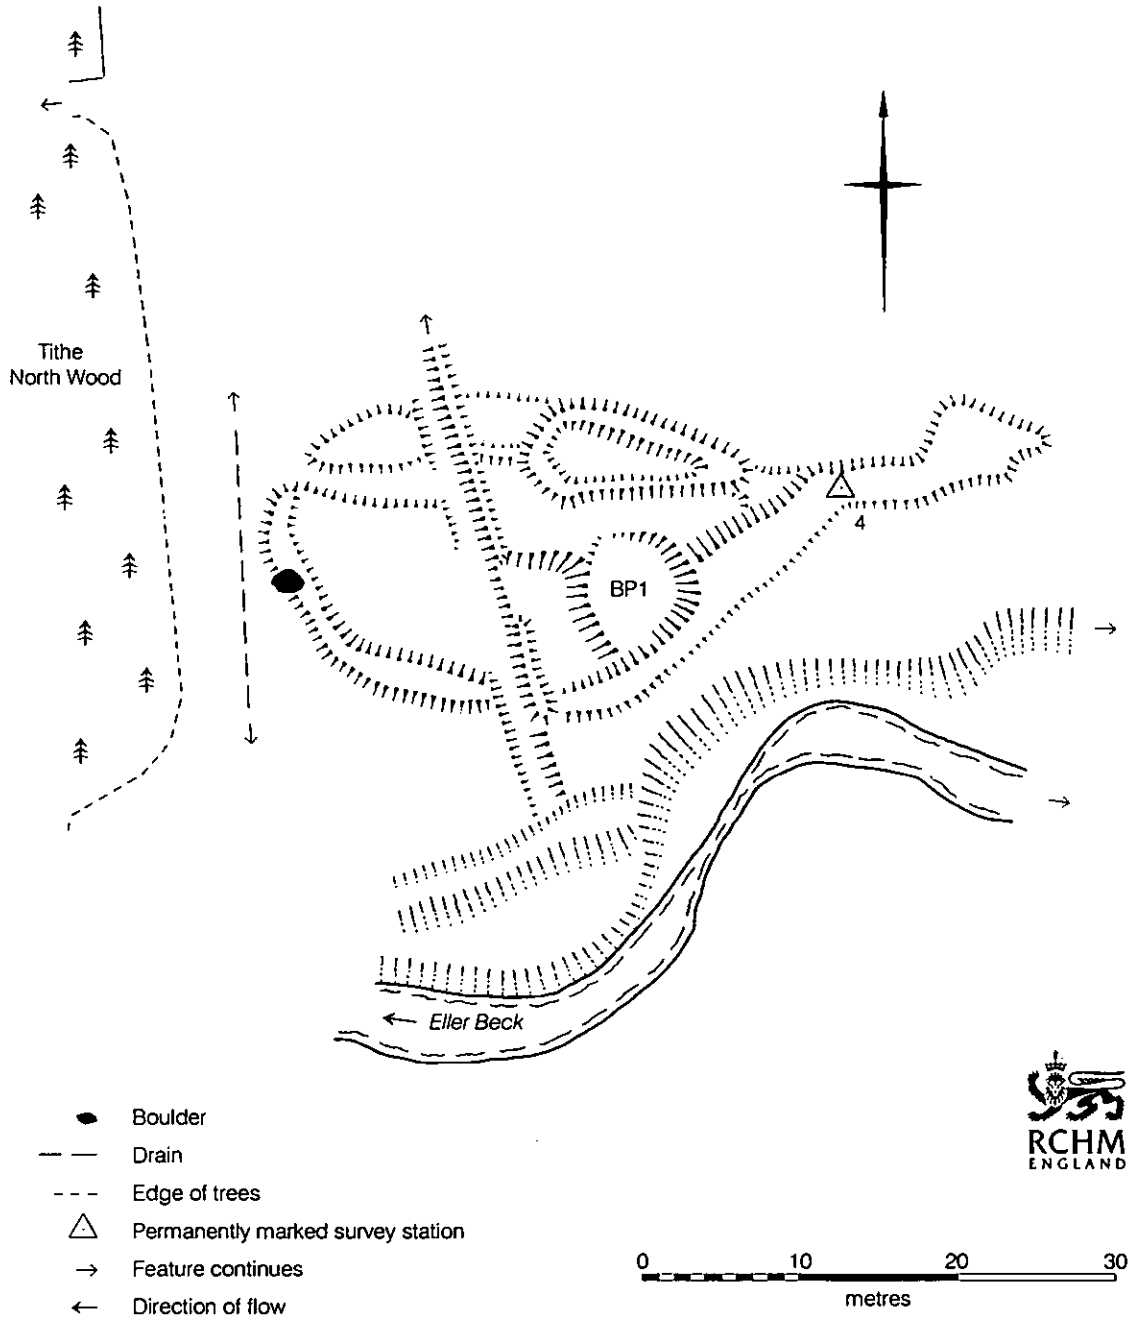 Tithe
North Wood
BP1
4
Eller Beck
Boulder
Drain
Edge of trees
Permanently marked survey station
Feature continues
Direction of flow
RCHM
ENGLAND
0 10 20 30
metres